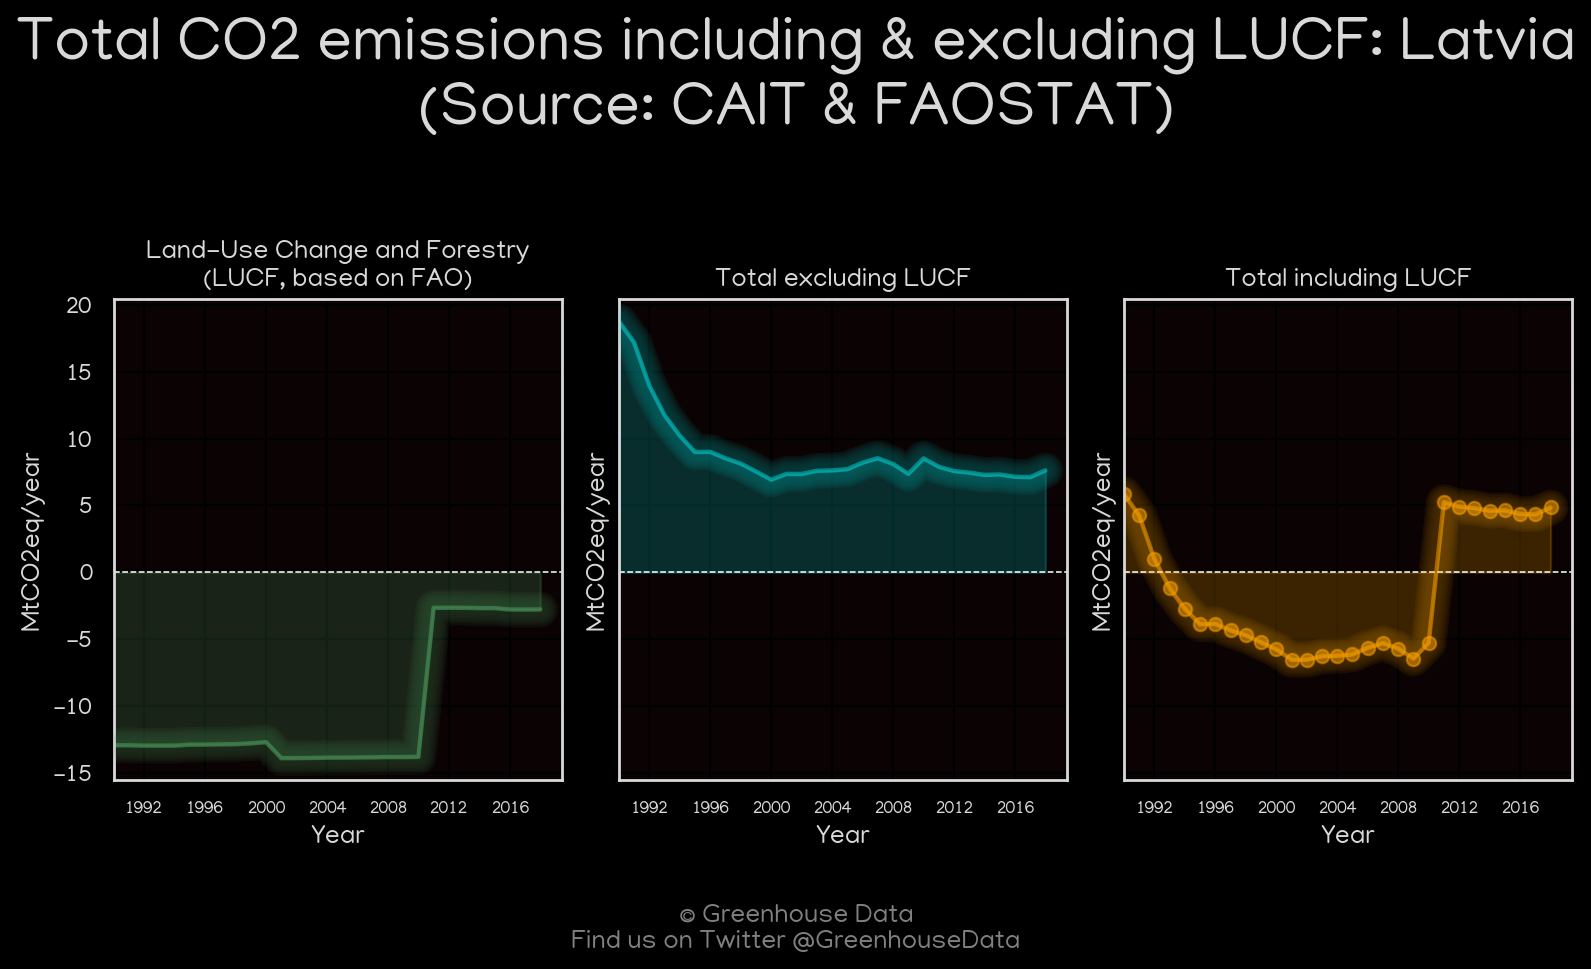 Total CO2 emissions including & excluding LUCF: Latvia
(Source: CAIT & FAOSTAT)
Land-Use Change and Forestry
(LUCF, based on FAO)
Total excluding LUCF
Total including LUCF
20
15
10
5
0
−5
−10
−15
MtCO2eq/year
MtCO2eq/year
MtCO2eq/year
1992 1996 2000 2004 2008 2012 2016
1992 1996 2000 2004 2008 2012 2016
1992 1996 2000 2004 2008 2012 2016
Year
Year
Year
© Greenhouse Data
Find us on Twitter @GreenhouseData